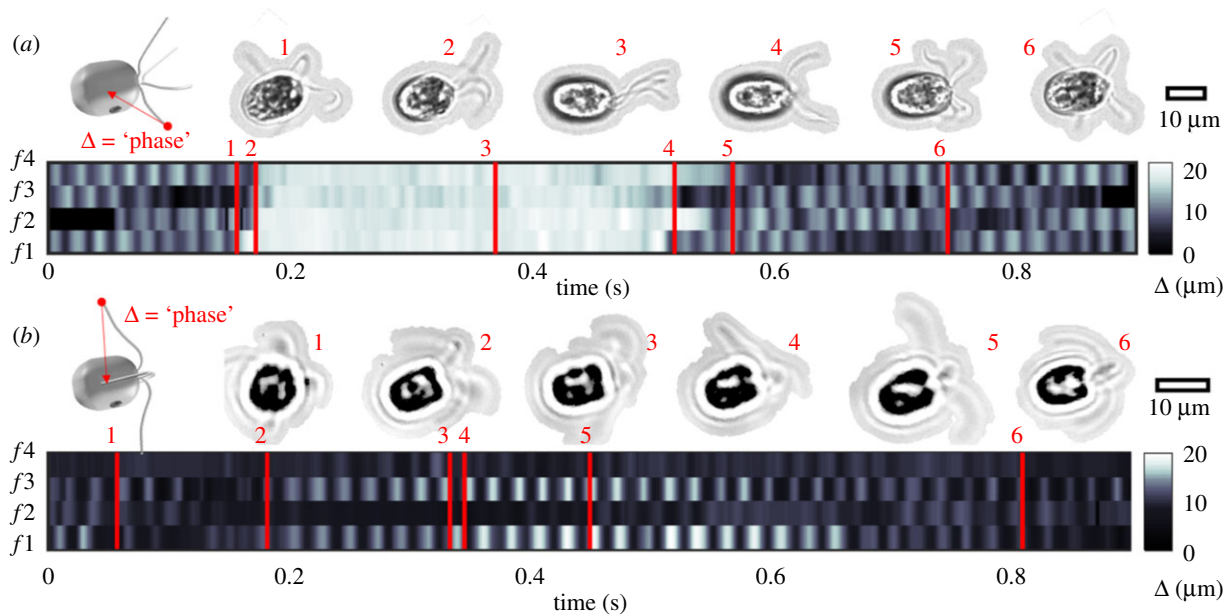 (a)
1 2 3 4 5 6
10 µm
Δ = ‘phase’
1 2 3 4 5 6
f4
f3
f2
f1
20
10
0
0 0.2 0.4 0.6 0.8
time (s)
Δ (µm)
(b)
Δ = ‘phase’
1 2 3 4 5 6
10 µm
1 2 3 4 5 6
f4
f3
f2
f1
20
10
0
0 0.2 0.4 0.6 0.8
time (s)
Δ (µm)